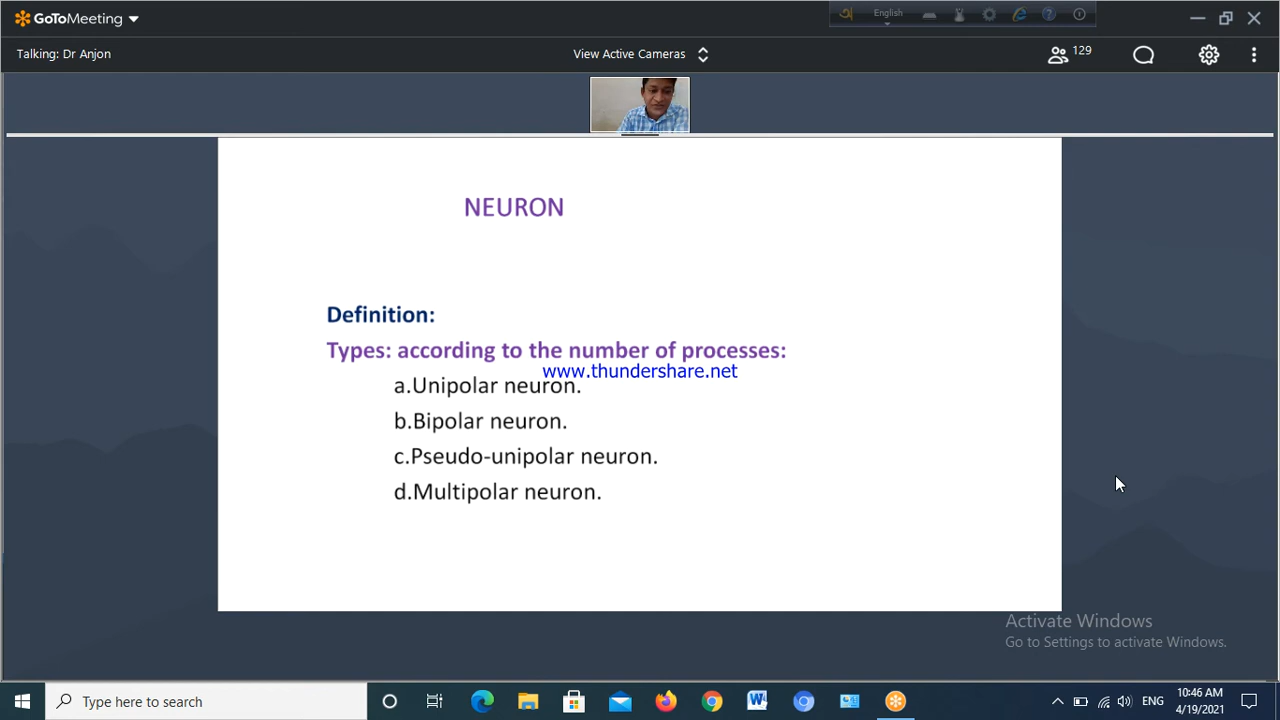 GoToMeeting
English
Talking: Dr Anjon
View Active Cameras
129
NEURON
Definition:
Types: according to the number of processes:
www.thundershare.net
a.Unipolar neuron.
b.Bipolar neuron.
c.Pseudo-unipolar neuron.
d.Multipolar neuron.
Activate Windows
Go to Settings to activate Windows.
Type here to search
ENG
10:46 AM
4/19/2021